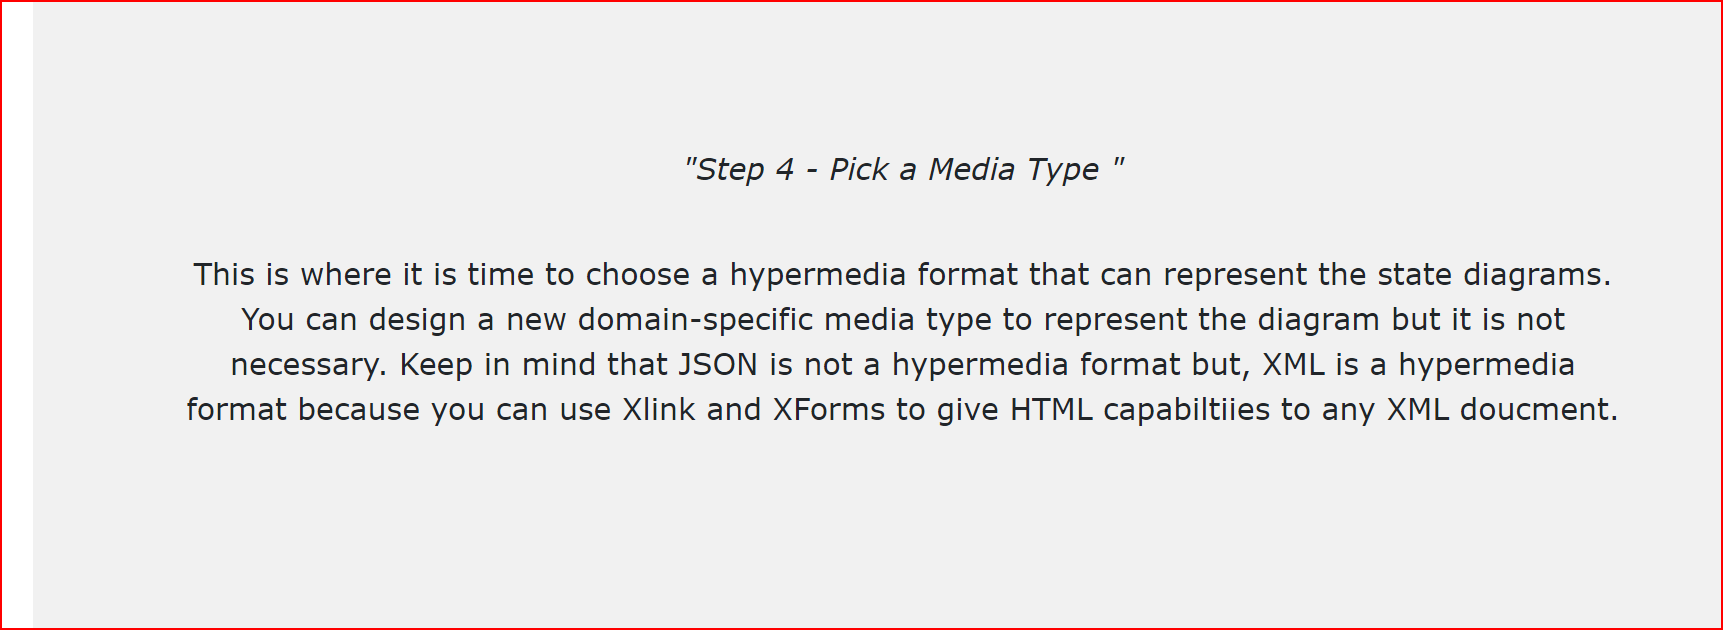 "Step 4 - Pick a Media Type "
This is where it is time to choose a hypermedia format that can represent the state diagrams.
You can design a new domain-specific media type to represent the diagram but it is not
necessary. Keep in mind that JSON is not a hypermedia format but, XML is a hypermedia
format because you can use Xlink and XForms to give HTML capabiltiies to any XML doucment.